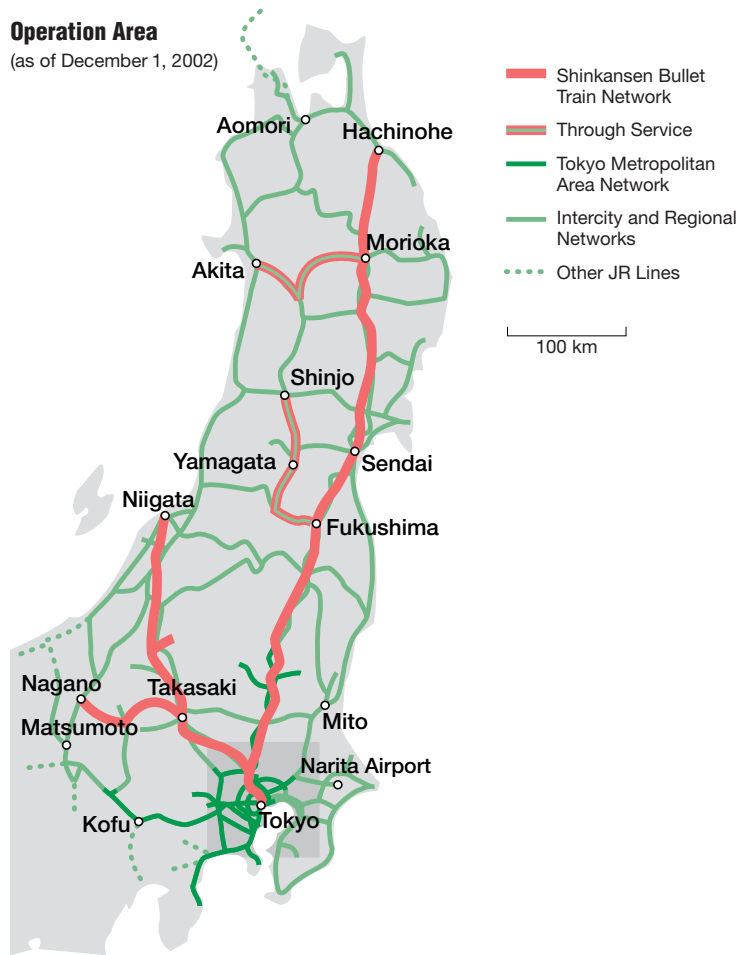 Operation Area
(as of December 1, 2002)
Shinkansen Bullet
Train Network
Through Service
Tokyo Metropolitan
Area Network
Intercity and Regional
Networks
Other JR Lines
100 km
Aomori
Hachinohe
Morioka
Akita
Shinjo
Yamagata
Sendai
Niigata
Fukushima
Nagano
Takasaki
Matsumoto
Mito
Narita Airport
Kofu
Tokyo